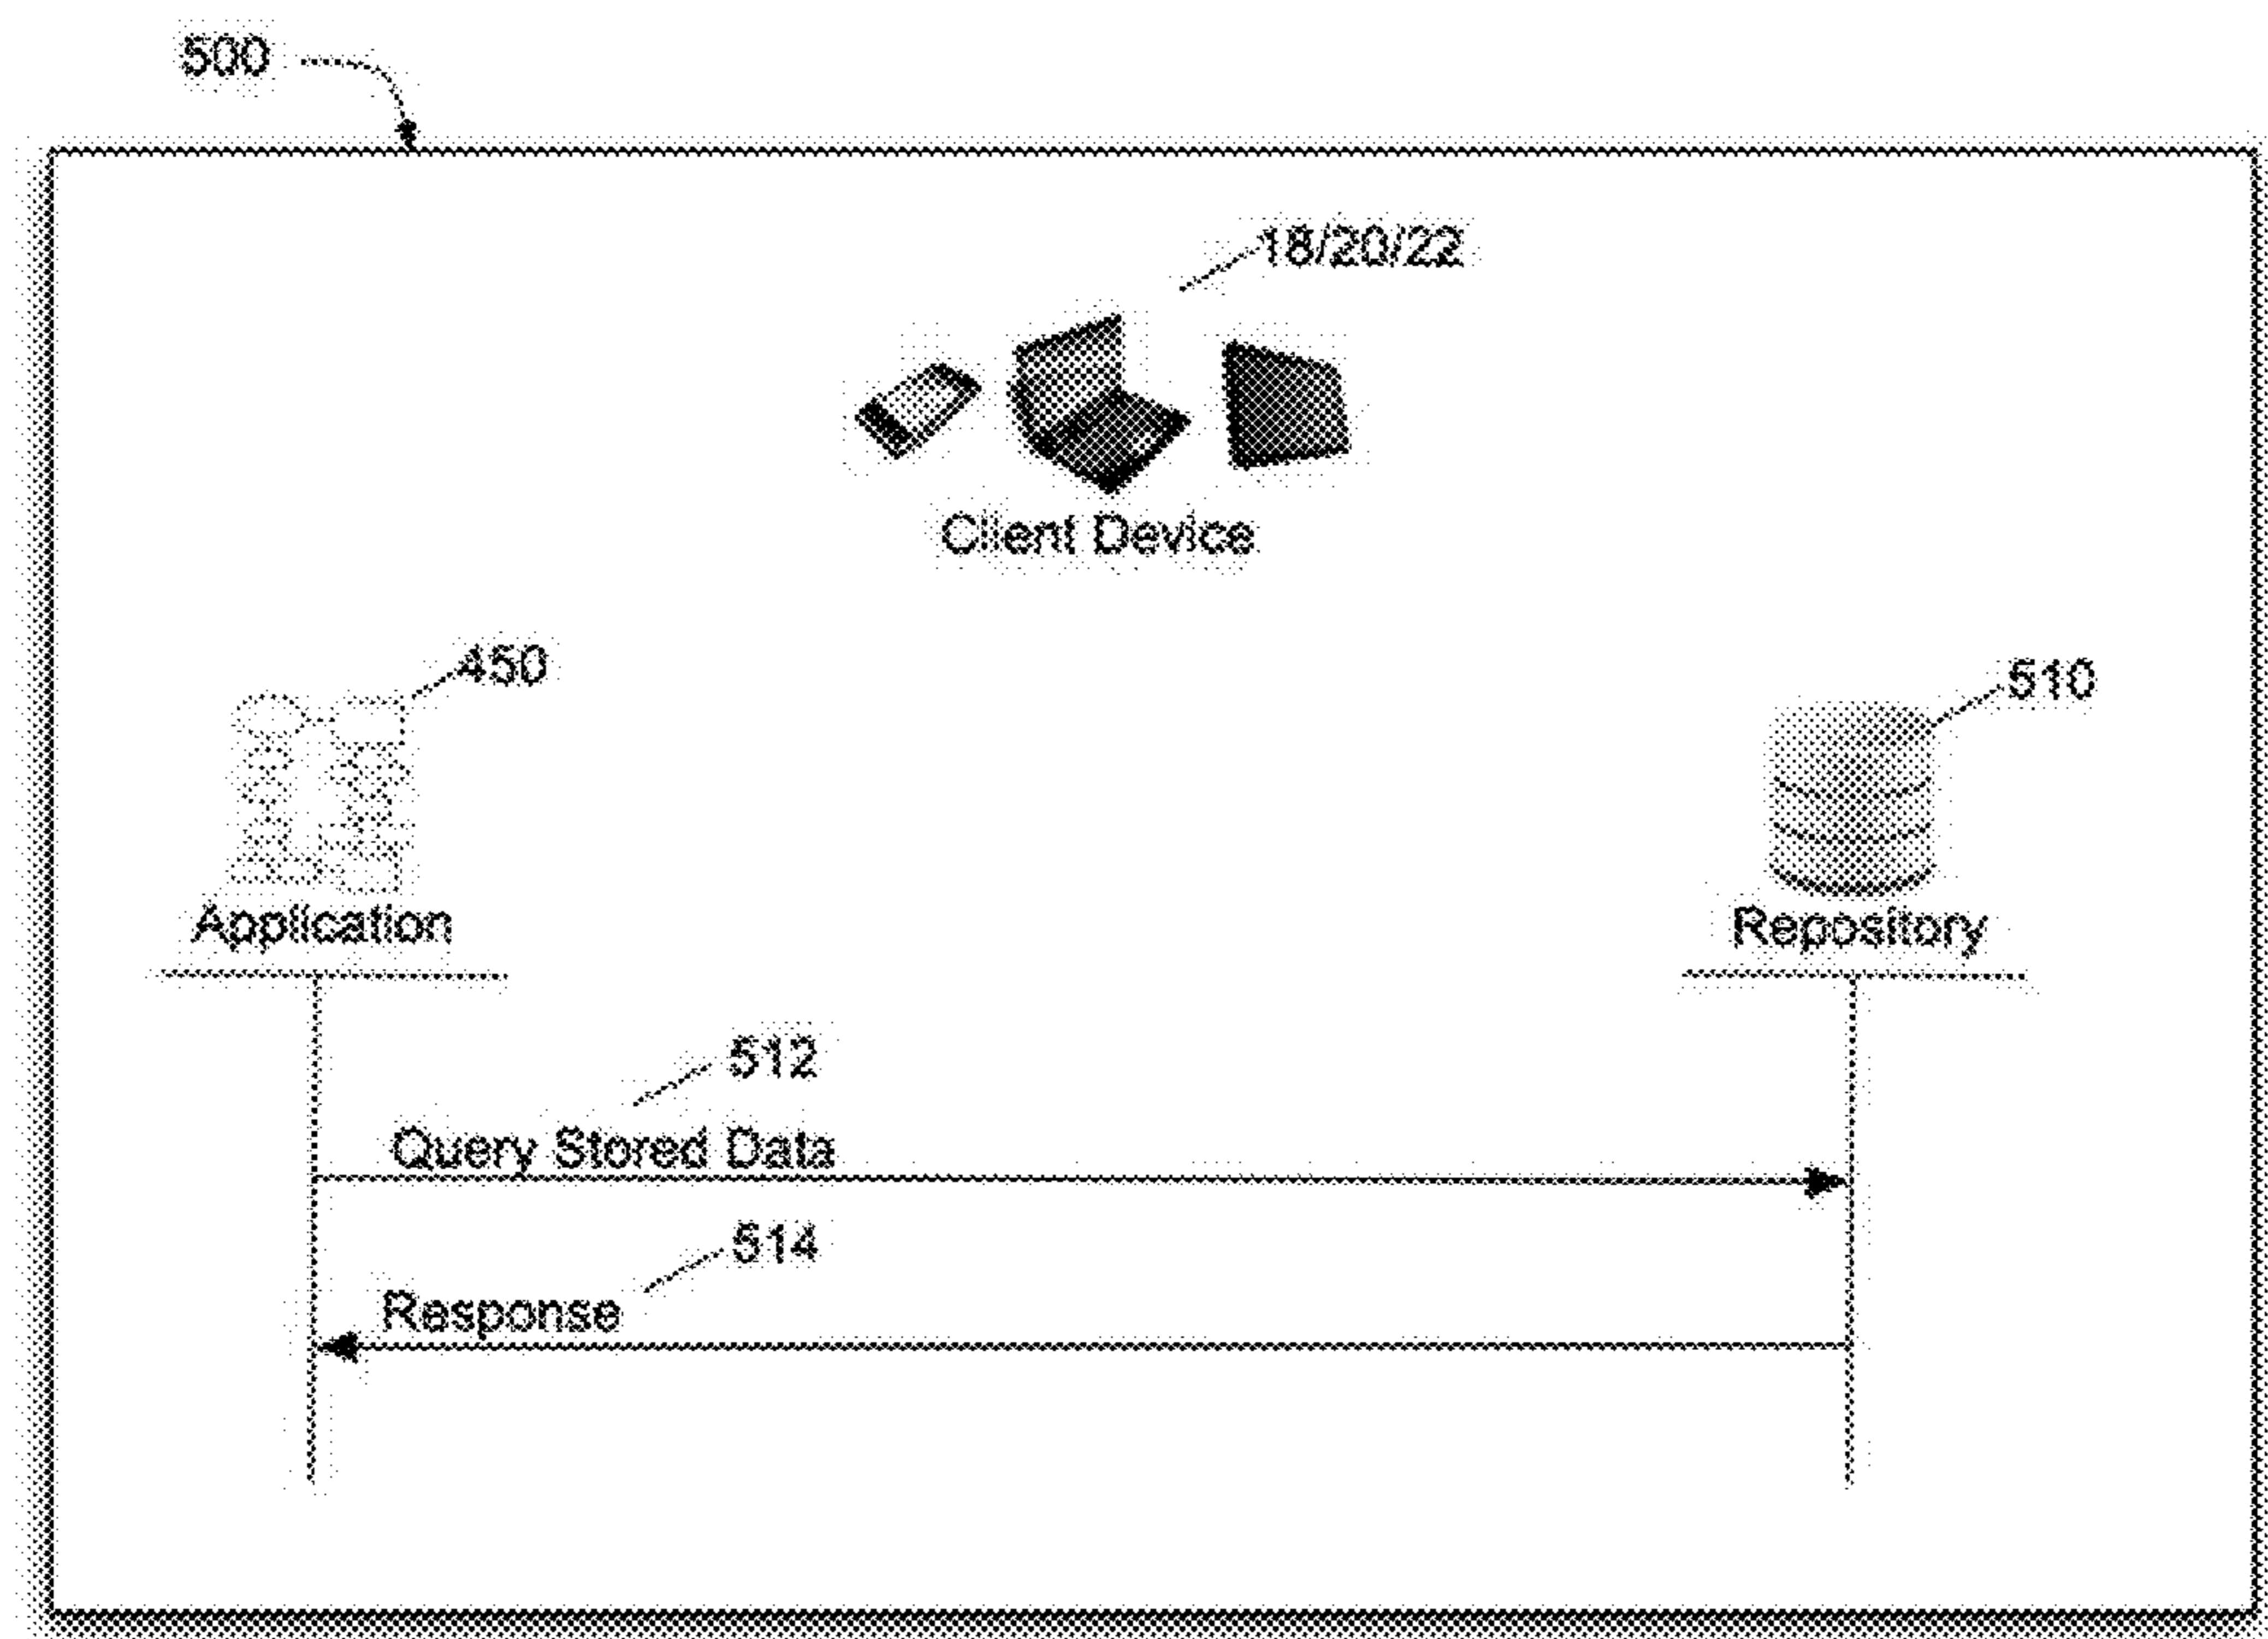 500
18/20/22
Client Device
450
510
Application
Repository
512
Query Stored Data
514
Response